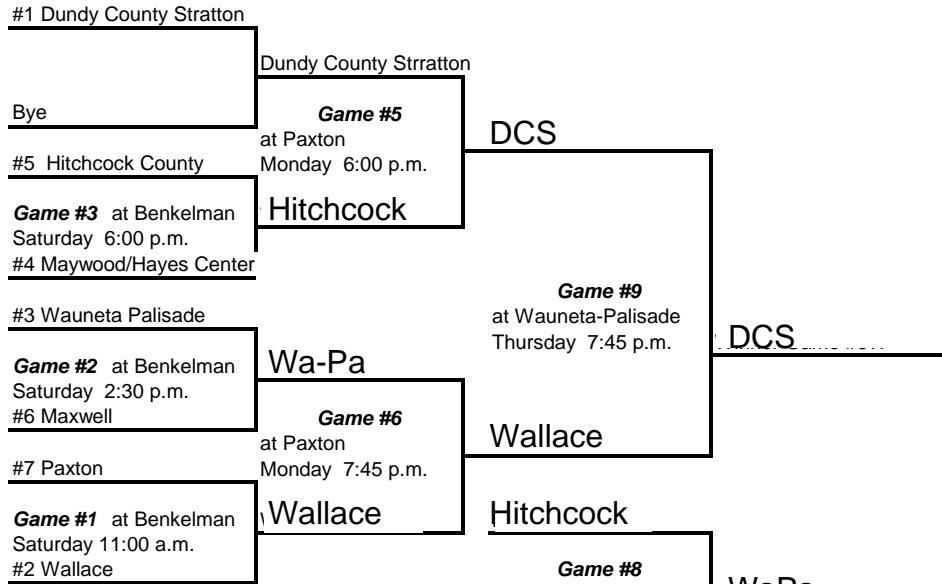 #1 Dundy County Stratton
Dundy County Strratton
Bye
Game #5
at Paxton
Monday 6:00 p.m.
DCS
#5 Hitchcock County
Game #3 at Benkelman
Saturday 6:00 p.m.
Hitchcock
#4 Maywood/Hayes Center
Game #9
at Wauneta-Palisade
Thursday 7:45 p.m.
DCS
#3 Wauneta Palisade
Game #2 at Benkelman
Saturday 2:30 p.m.
Wa-Pa
#6 Maxwell
Game #6
at Paxton
Monday 7:45 p.m.
Wallace
#7 Paxton
Game #1 at Benkelman
Saturday 11:00 a.m.
Wallace
#2 Wallace
Hitchcock
Game #8
WaPa